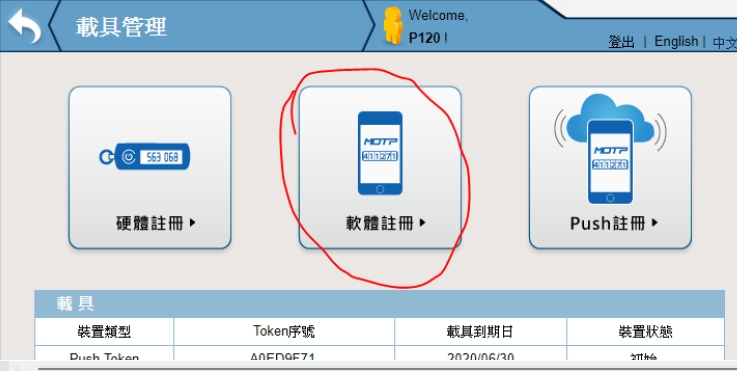 載具管理
Welcome,
P120 !
登出 | English | 中文
563 068
硬體註冊
MOTP
411271
軟體註冊
MOTP
411271
Push註冊
載具
裝置類型 Token序號 載具到期日 裝置狀態
Push Token A0ED9F71 2020/06/30 初始